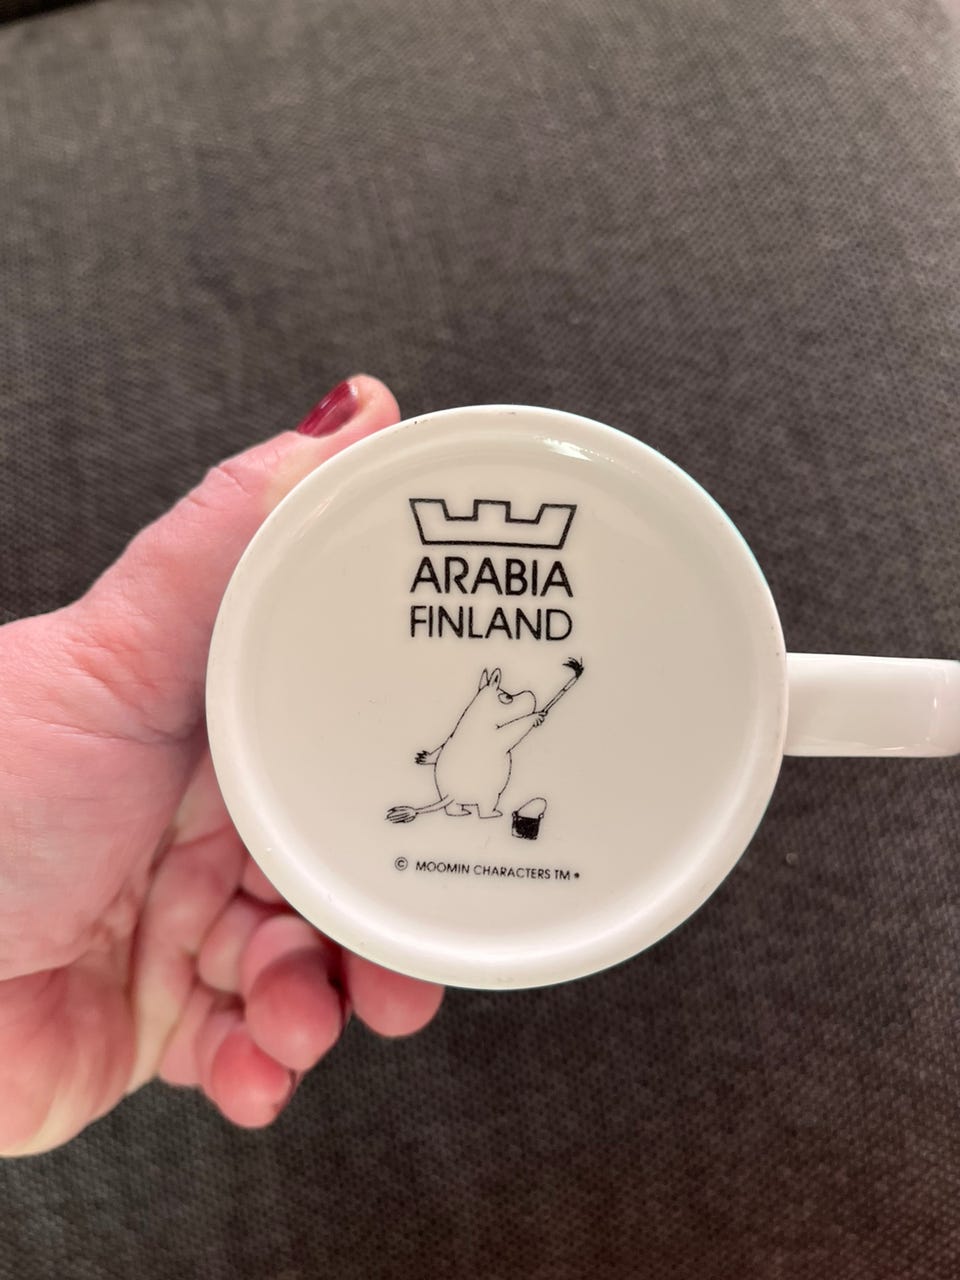 ARABIA
FINLAND
© MOOMIN CHARACTERS TM •